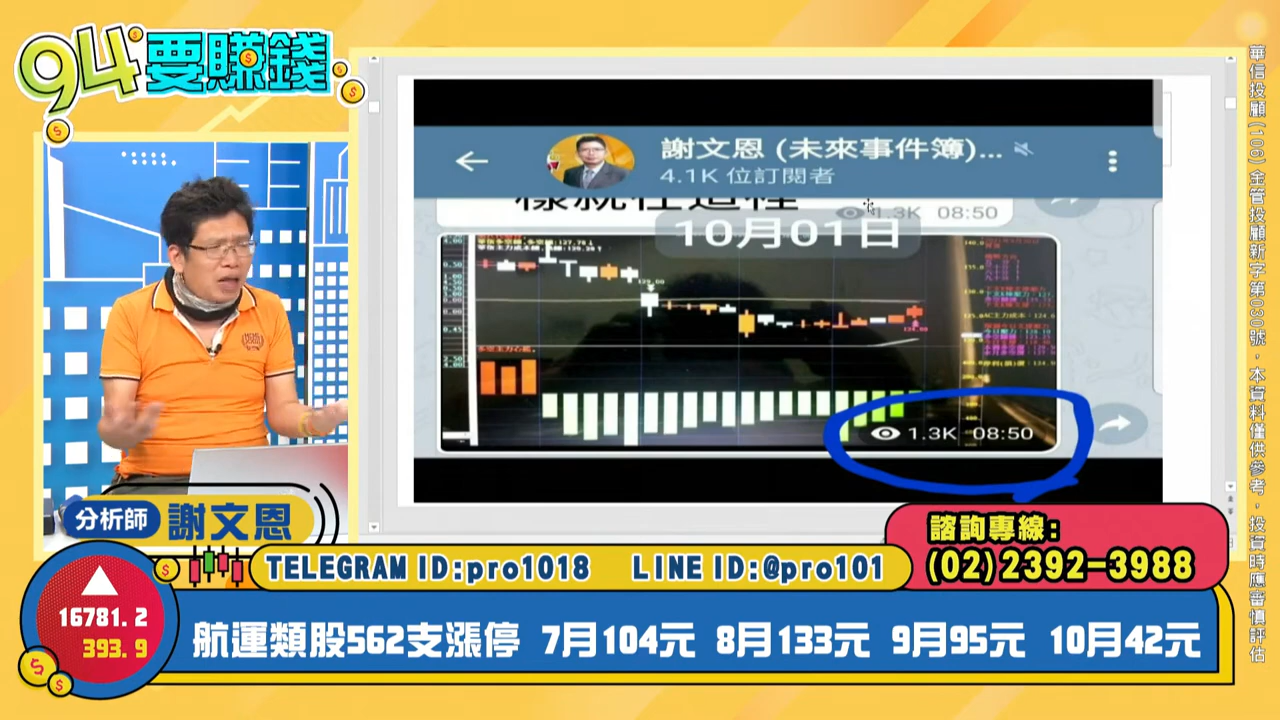 94要賺錢
謝文恩 (未來事件簿)...
4.1K 位訂閱者
樣就在這裡
1.3K 08:50
10月01日
1.3K 08:50
分析師 謝文恩
TELEGRAM ID:pro1018 LINE ID:@pro101
諮詢專線:
(02)2392-3988
16781.2
393.9
航運類股562支漲停 7月104元 8月133元 9月95元 10月42元
華信投顧(106)金管投顧新字第030號，本資料僅供參考，投資時應審慎評估